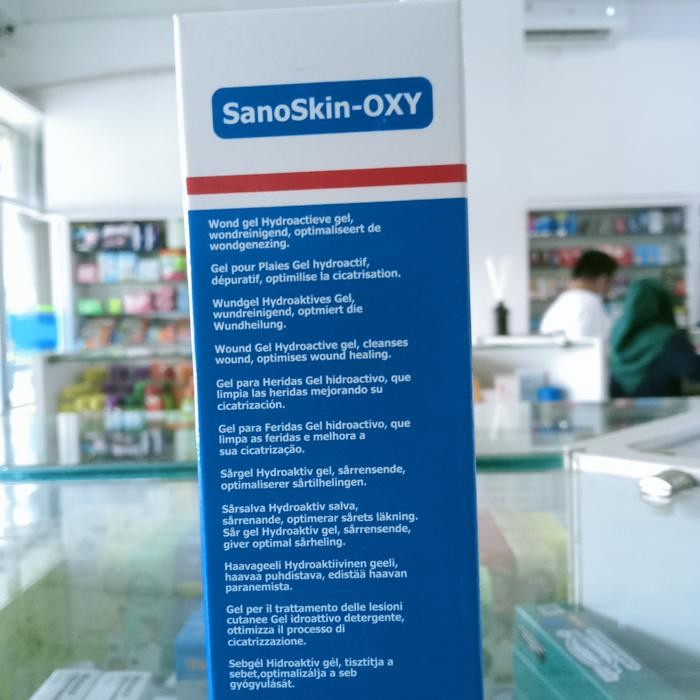 SanoSkin-OXY
Wond gel Hydroactieve gel,
wondreinigend, optimaliseert de
wondgenezing.
Gel pour Plaies Gel hydroactif,
dépuratif, optimilise la cicatrisation.
Wundgel Hydroaktives Gel,
wundreinigend, optmiert die
Wundheilung.
Wound Gel Hydroactive gel, cleanses
wound, optimises wound healing.
Gel para Heridas Gel hidroactivo, que
limpia las heridas mejorando su
cicatrización.
Gel para Feridas Gel hidroactivo, que
limpa as feridas e melhora a
sua cicatrização.
Sårgel Hydroaktiv gel, sårrensende,
optimaliserer sårtilhelingen.
Sårsalva Hydroaktiv salva,
sårrenande, optimerar sårets läkning.
Sår gel Hydroaktiv gel, sårrensende,
giver optimal sårheling.
Haavageeli Hydroaktiivinen geeli,
haavaa puhdistava, edistää haavan
paranemista.
Gel per il trattamento delle lesioni
cutanee Gel idroattivo detergente,
ottimizza il processo di
cicatrizzazione.
Sebgél Hidroaktív gél, tisztítja a
sebet,optimalizálja a seb
gyógyulását.